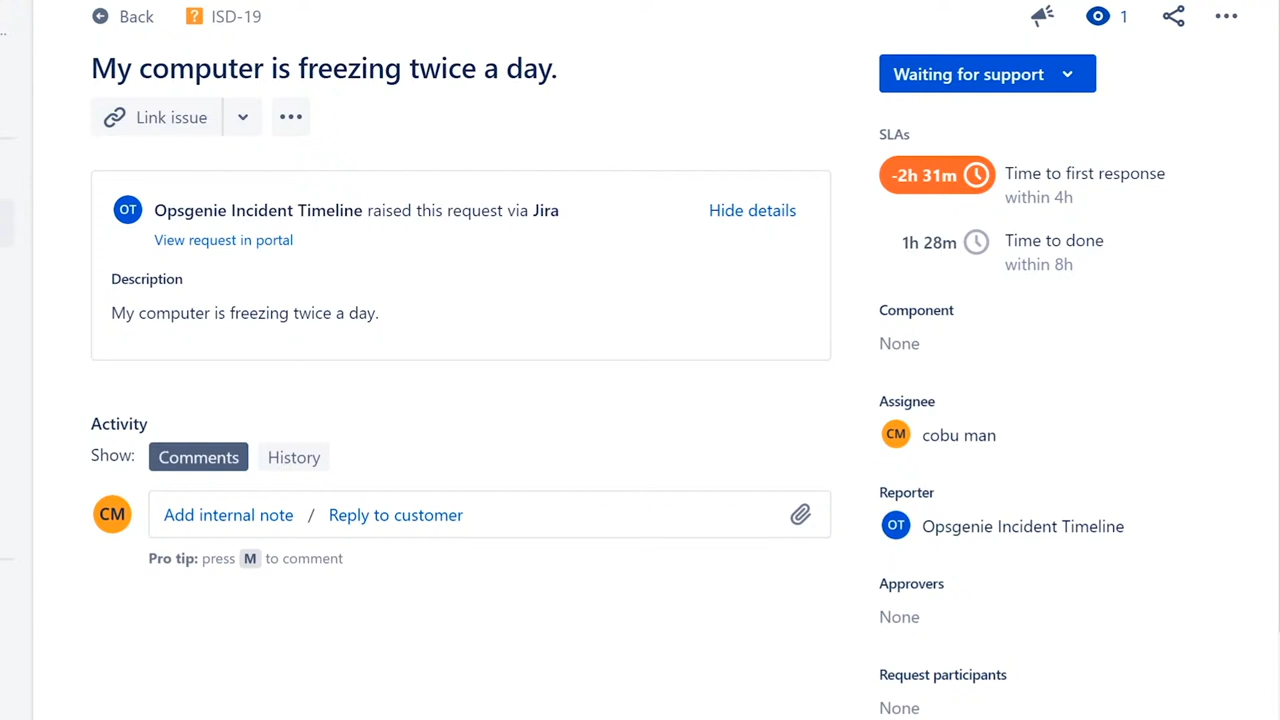 Back ISD-19
1
My computer is freezing twice a day.
Waiting for support
Link issue
SLAs
-2h 31m Time to first response
within 4h
OT Opsgenie Incident Timeline raised this request via Jira Hide details
View request in portal
1h 28m Time to done
within 8h
Description
My computer is freezing twice a day.
Component
None
Assignee
CM cobu man
Activity
Show: Comments History
Reporter
OT Opsgenie Incident Timeline
CM Add internal note / Reply to customer
Pro tip: press M to comment
Approvers
None
Request participants
None